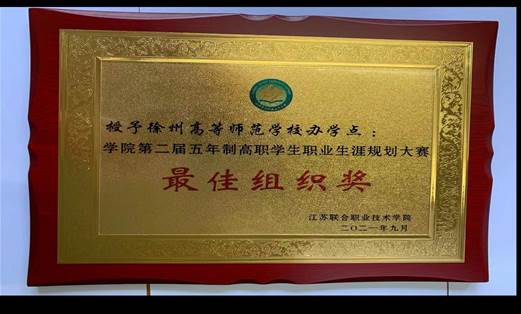 授予徐州高等师范学校办学点：
学院第二届五年制高职学生职业生涯规划大赛
最佳组织奖
江苏联合职业技术学院
二〇二一年九月